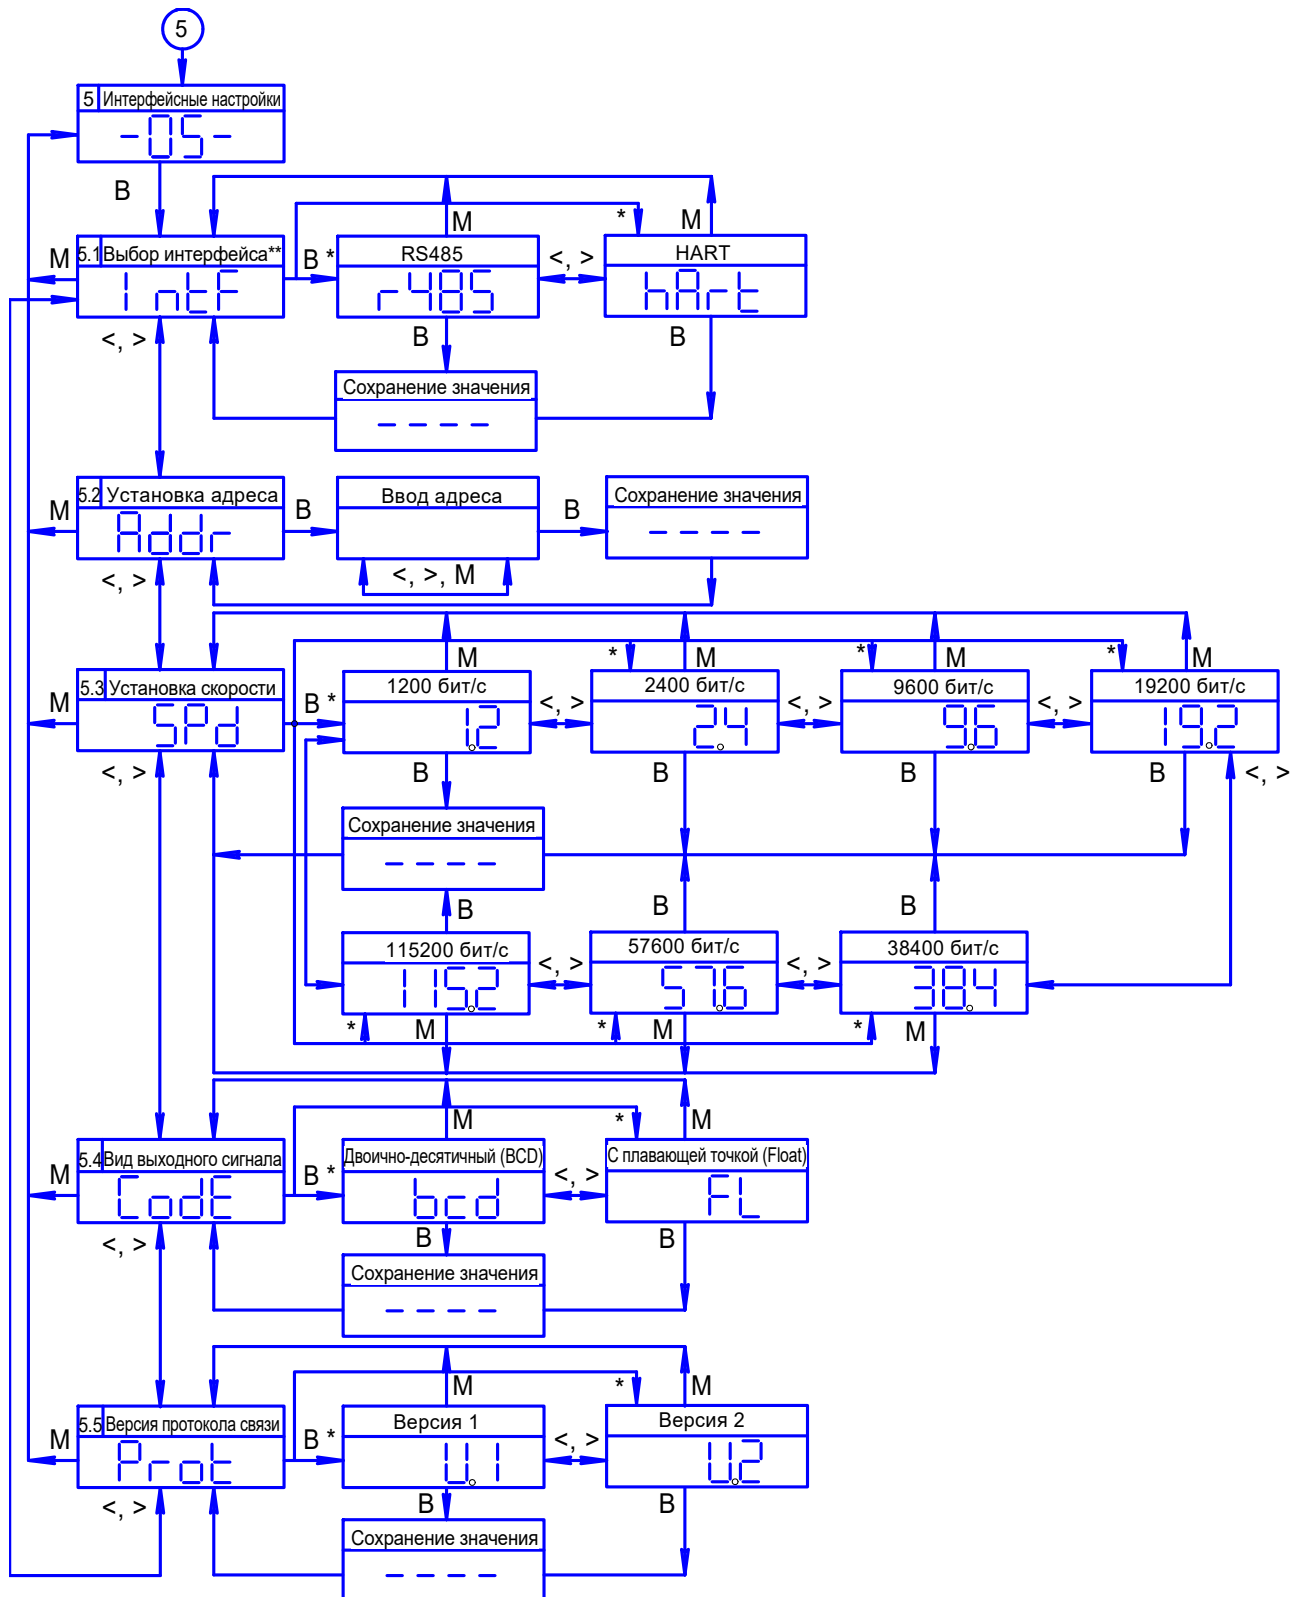 5
5 Интерфейсные настройки
-05-
В
* М М
5.1 Выбор интерфейса** RS485 HART
М IntF В * r485 <, > hArt
<, > В В
Сохранение значения
- - - -
5.2 Установка адреса Ввод адреса Сохранение значения
М Addr В В - - - -
<, > <, >, М
* М * М * М * М
5.3 Установка скорости 1200 бит/с 2400 бит/с 9600 бит/с 19200 бит/с
М SPd В * 1.2 <, > 2.4 <, > 9.6 <, > 19.2
<, > В В В В <, >
Сохранение значения
- - - -
В В В
115200 бит/с 57600 бит/с 38400 бит/с
115.2 <, > 57.6 <, > 38.4
* М * М * М
М * М
5.4 Вид выходного сигнала Двоично-десятичный (BCD) С плавающей точкой (Float)
М CodE В * bcd <, > FL
<, > В В
Сохранение значения
- - - -
М * М
5.5 Версия протокола связи Версия 1 Версия 2
М Prot В * U.1 <, > U.2
<, > В В
Сохранение значения
- - - -